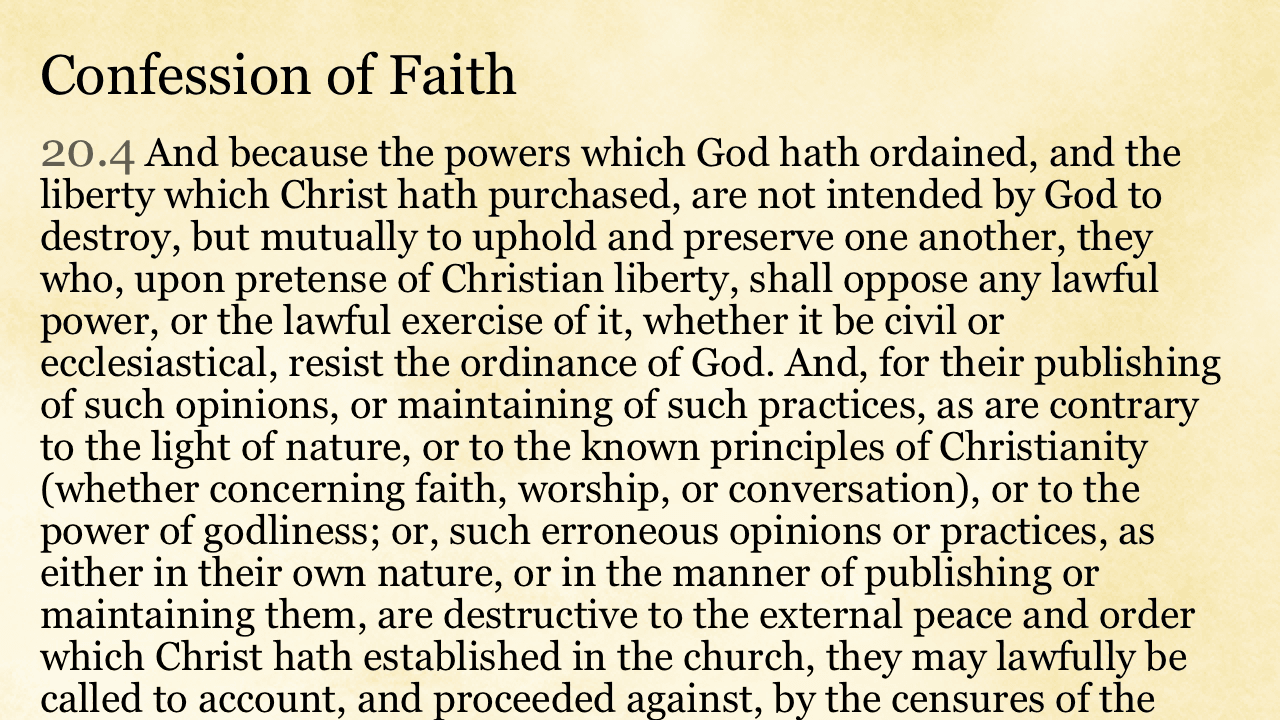 Confession of Faith
20.4 And because the powers which God hath ordained, and the
liberty which Christ hath purchased, are not intended by God to
destroy, but mutually to uphold and preserve one another, they
who, upon pretense of Christian liberty, shall oppose any lawful
power, or the lawful exercise of it, whether it be civil or
ecclesiastical, resist the ordinance of God. And, for their publishing
of such opinions, or maintaining of such practices, as are contrary
to the light of nature, or to the known principles of Christianity
(whether concerning faith, worship, or conversation), or to the
power of godliness; or, such erroneous opinions or practices, as
either in their own nature, or in the manner of publishing or
maintaining them, are destructive to the external peace and order
which Christ hath established in the church, they may lawfully be
called to account, and proceeded against, by the censures of the